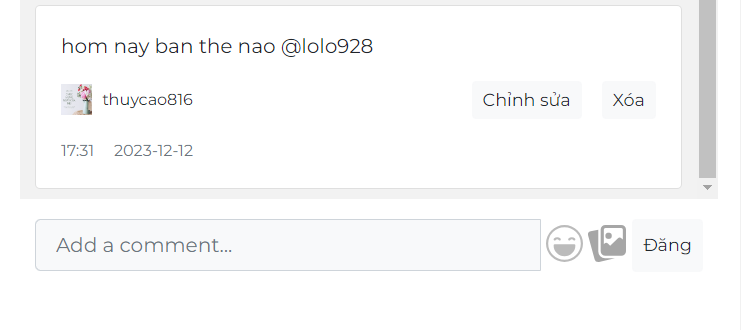 hom nay ban the nao @lolo928
thuycao816
Chỉnh sửa
Xóa
17:31 2023-12-12
Add a comment...
Đăng